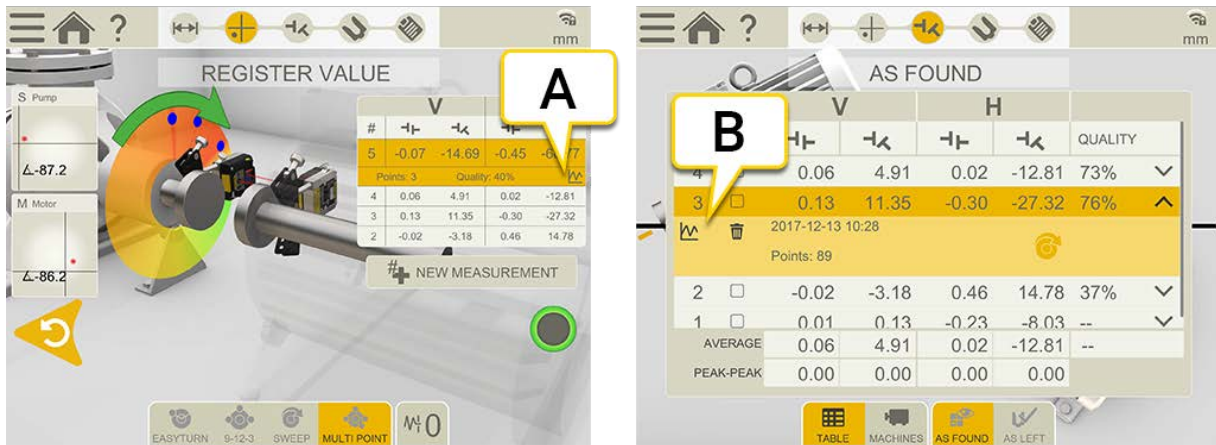 ?
mm
REGISTER VALUE
A
S Pump
-87.2
M Motor
-86.2
V
#
5 -0.07 -14.69 -0.45
Points: 3 Quality: 40%
4 0.06 4.91 0.02 -12.81
3 0.13 11.35 -0.30 -27.32
2 -0.02 -3.18 0.46 14.78
# NEW MEASUREMENT
EASYTURN 9-12-3 SWEEP MULTI POINT 0
?
mm
AS FOUND
B
V H
QUALITY
4 0.06 4.91 0.02 -12.81 73%
3 0.13 11.35 -0.30 -27.32 76%
2017-12-13 10:28
Points: 89
2 -0.02 -3.18 0.46 14.78 37%
1 0.01 0.13 -0.23 -8.03 --
AVERAGE 0.06 4.91 0.02 -12.81 --
PEAK-PEAK 0.00 0.00 0.00 0.00
TABLE MACHINES AS FOUND AS LEFT